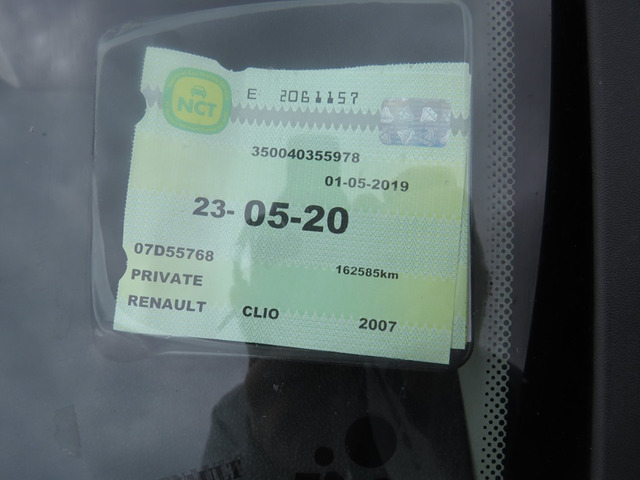 NCT
E 2061157
350040355978
01-05-2019
23-05-20
07D55768
162585km
PRIVATE
RENAULT CLIO 2007